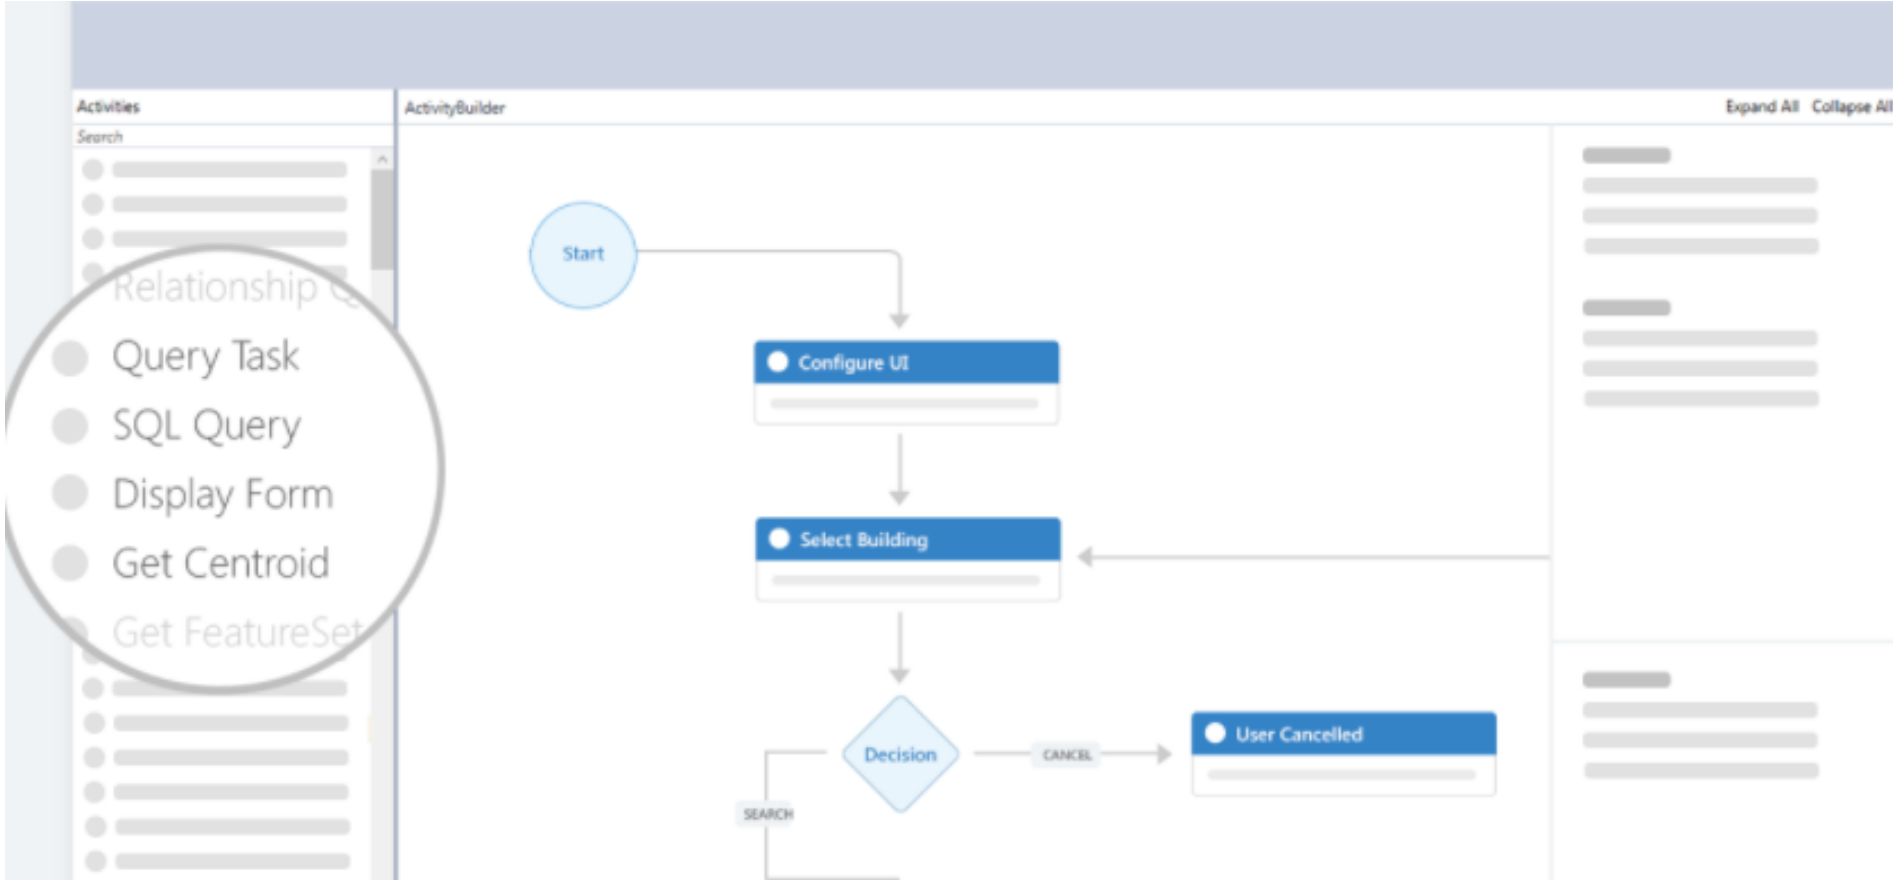 Activities
ActivityBuilder
Expand All Collapse All
Search
Relationship
Query Task
SQL Query
Display Form
Get Centroid
Get FeatureSet
Start
Configure UI
Select Building
Decision
CANCEL
User Cancelled
SEARCH